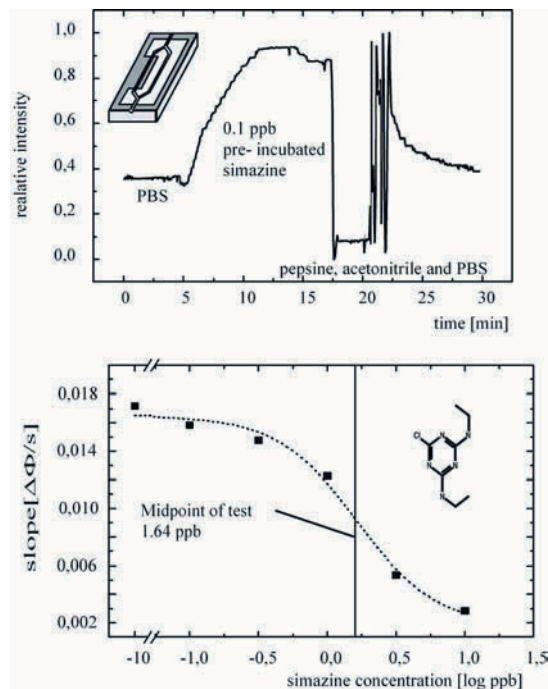 realative intensity
1.0
0.8
0.6
0.4
0.2
0.0
0.1 ppb
pre- incubated
simazine
PBS
pepsine, acetonitrile and PBS
0
5
10
15
20
25
30
time [min]
slope[ΔΦ/s]
0,018
0,014
0,010
0,006
0,002
Midpoint of test
1.64 ppb
Cl
N
N
N
N
N
-10
-1,0
-0,5
0,0
0,5
1,0
simazine concentration [log ppb]